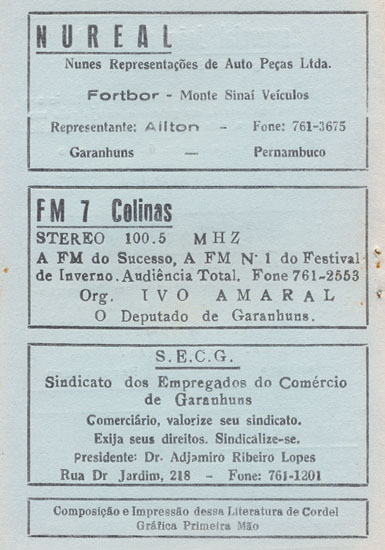 NUREAL
Nunes Representações de Auto Peças Ltda.
Fortbor - Monte Sinaí Veículos
Representante: Ailton - Fone: 761-3675
Garanhuns — Pernambuco
FM 7 Colinas
STEREO 100.5 MHZ
A FM do Sucesso, A FM Nº 1 do Festival
de Inverno. Audiência Total. Fone 761-2553
Org. IVO AMARAL
O Deputado de Garanhuns.
S.E.C.G.
Sindicato dos Empregados do Comércio
de Garanhuns
Comerciário, valorize seu sindicato.
Exija seus direitos. Sindicalize-se.
Presidente: Dr. Adjamiro Ribeiro Lopes
Rua Dr Jardim, 218 - Fone: 761-1201
Composição e Impressão dessa Literatura de Cordel
Gráfica Primeira Mão